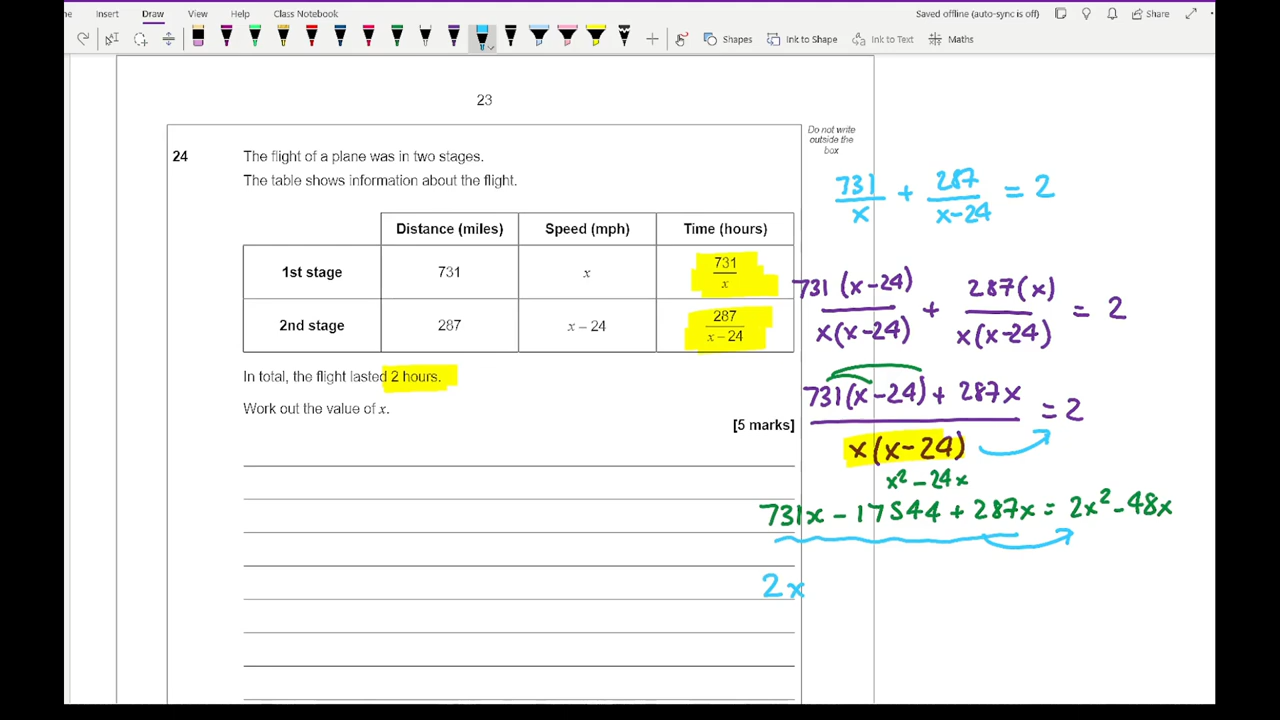 me Insert Draw View Help Class Notebook Saved offline (auto-sync is off) Share
Shapes Ink to Shape Ink to Text Maths
23
Do not write
outside the
box
24 The flight of a plane was in two stages.
The table shows information about the flight.
Distance (miles) Speed (mph) Time (hours)
1st stage 731 x 731/x
2nd stage 287 x – 24 287/(x – 24)
In total, the flight lasted 2 hours.
Work out the value of x.
[5 marks]
731/x + 287/(x-24) = 2
731(x-24)/x(x-24) + 287(x)/x(x-24) = 2
731(x-24) + 287x / x(x-24) = 2
x² - 24x
731x - 17544 + 287x = 2x² - 48x
2x